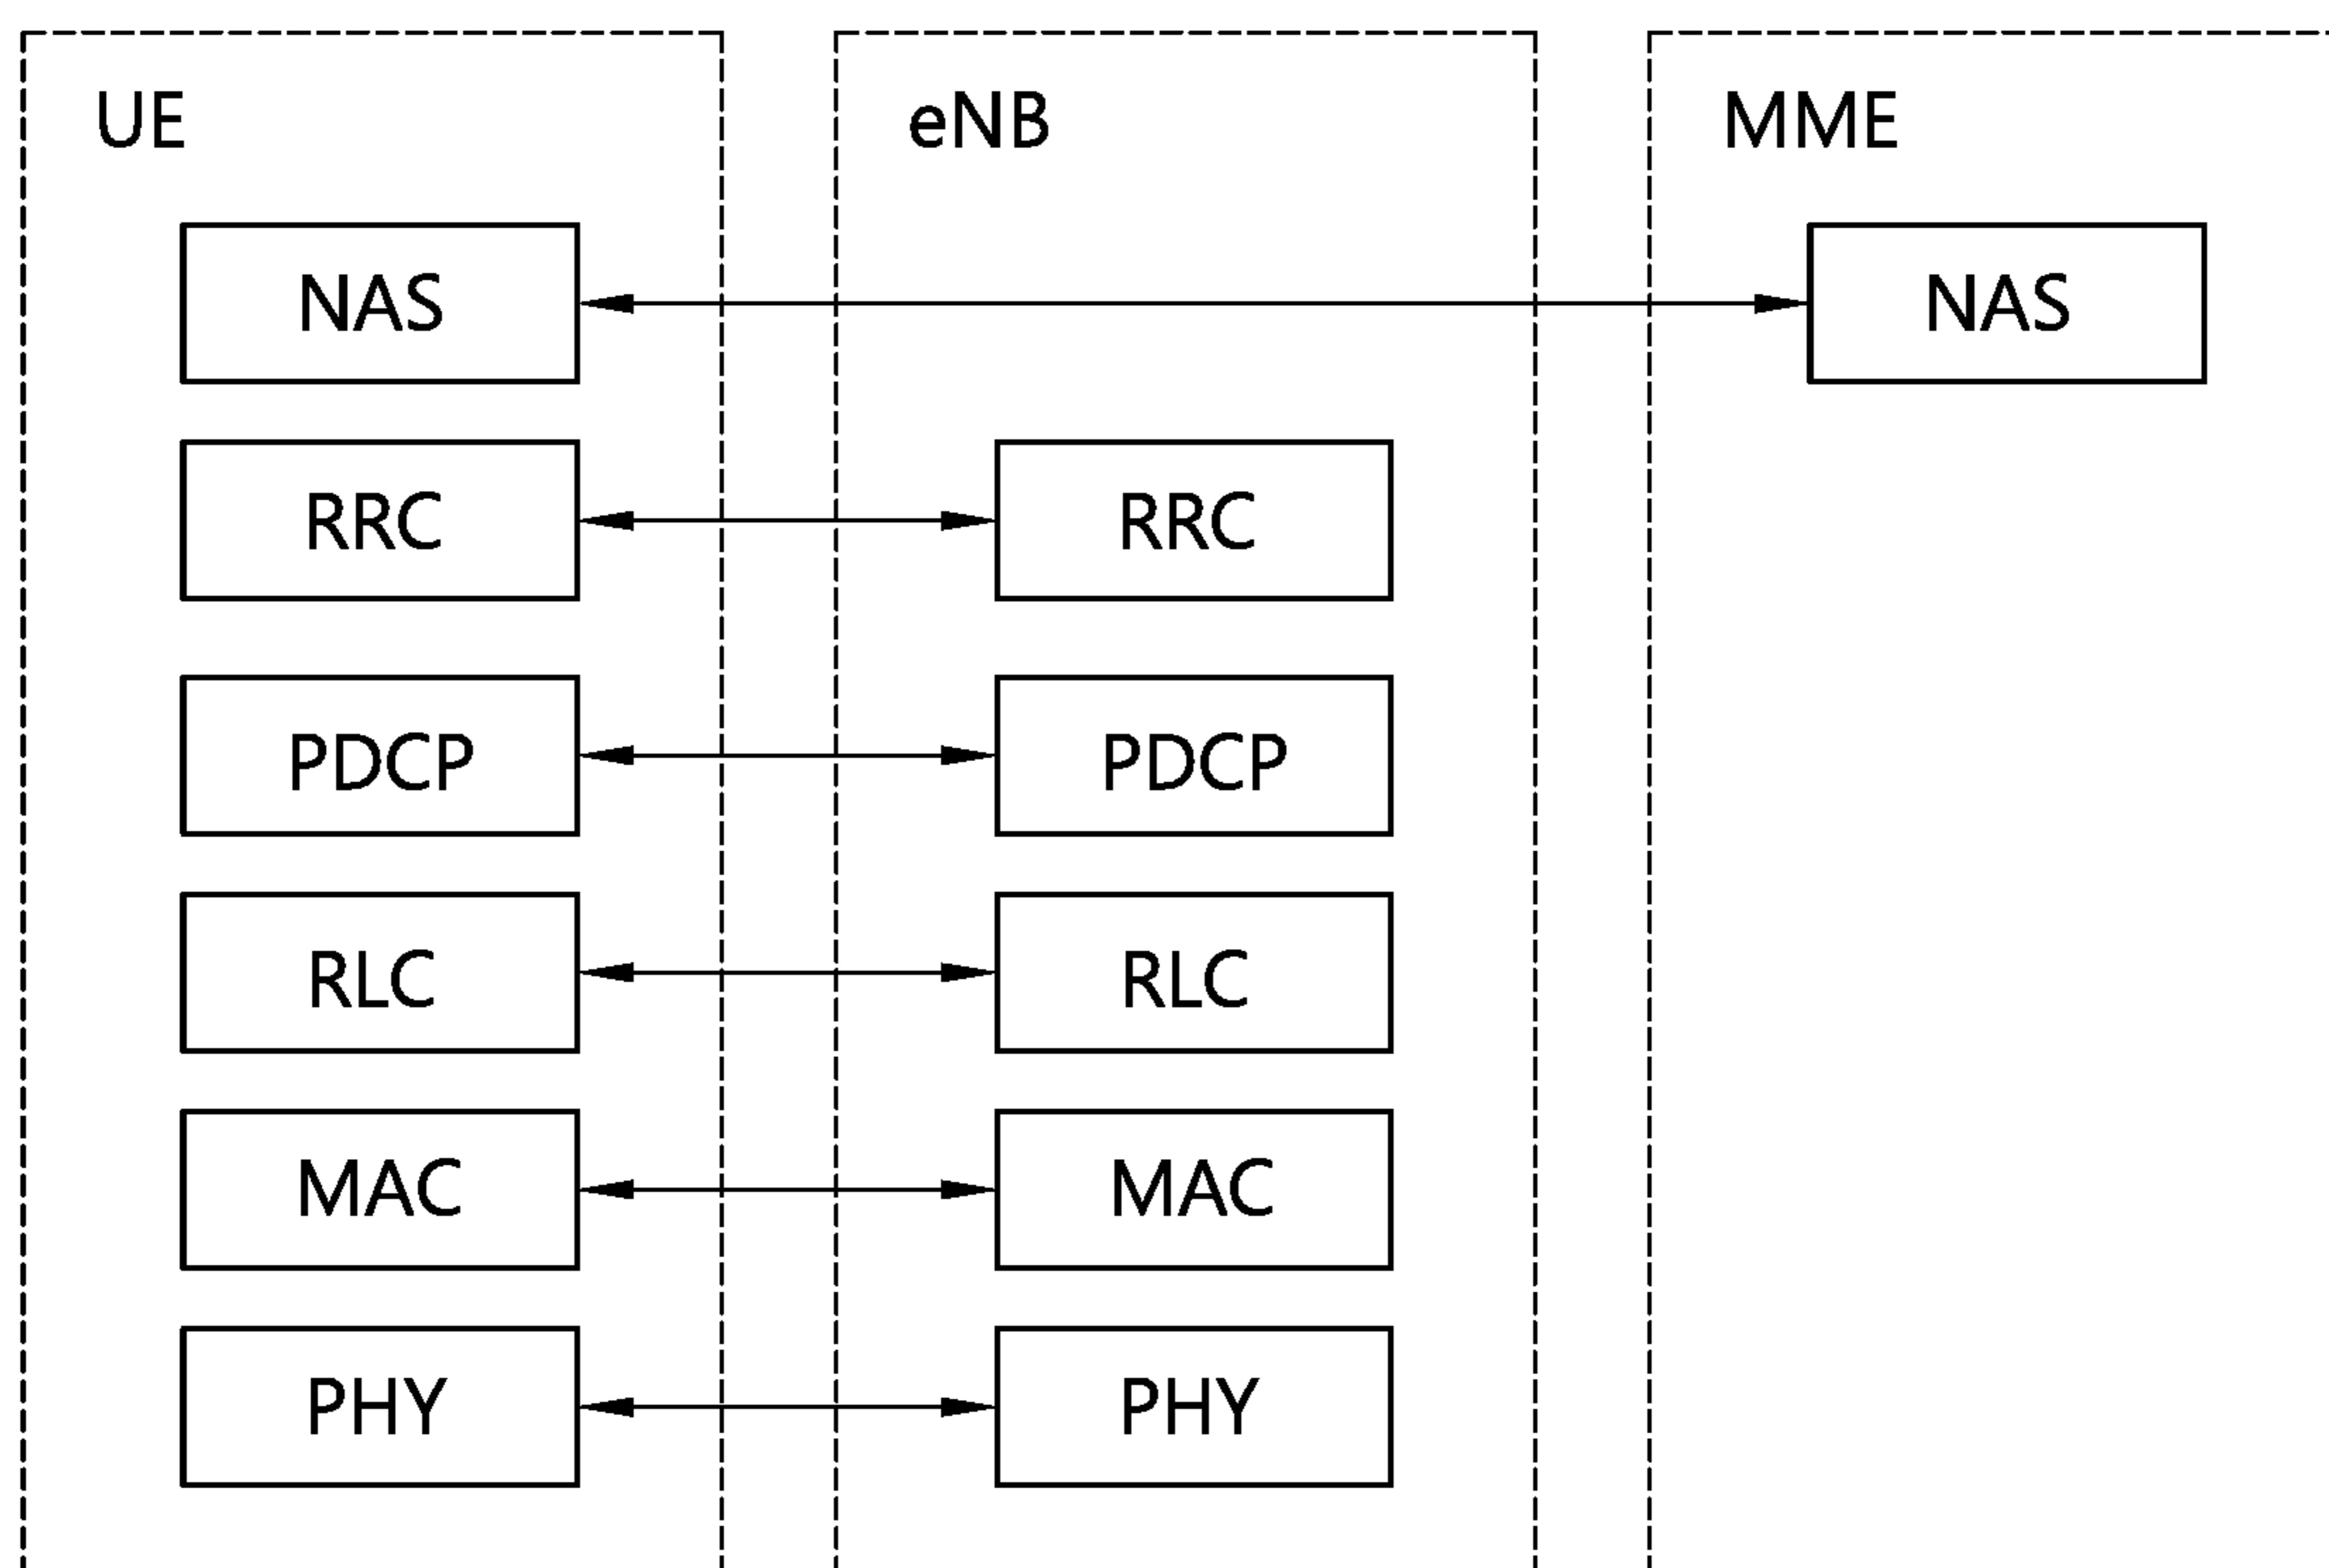 UE eNB MME
NAS NAS
RRC RRC
PDCP PDCP
RLC RLC
MAC MAC
PHY PHY